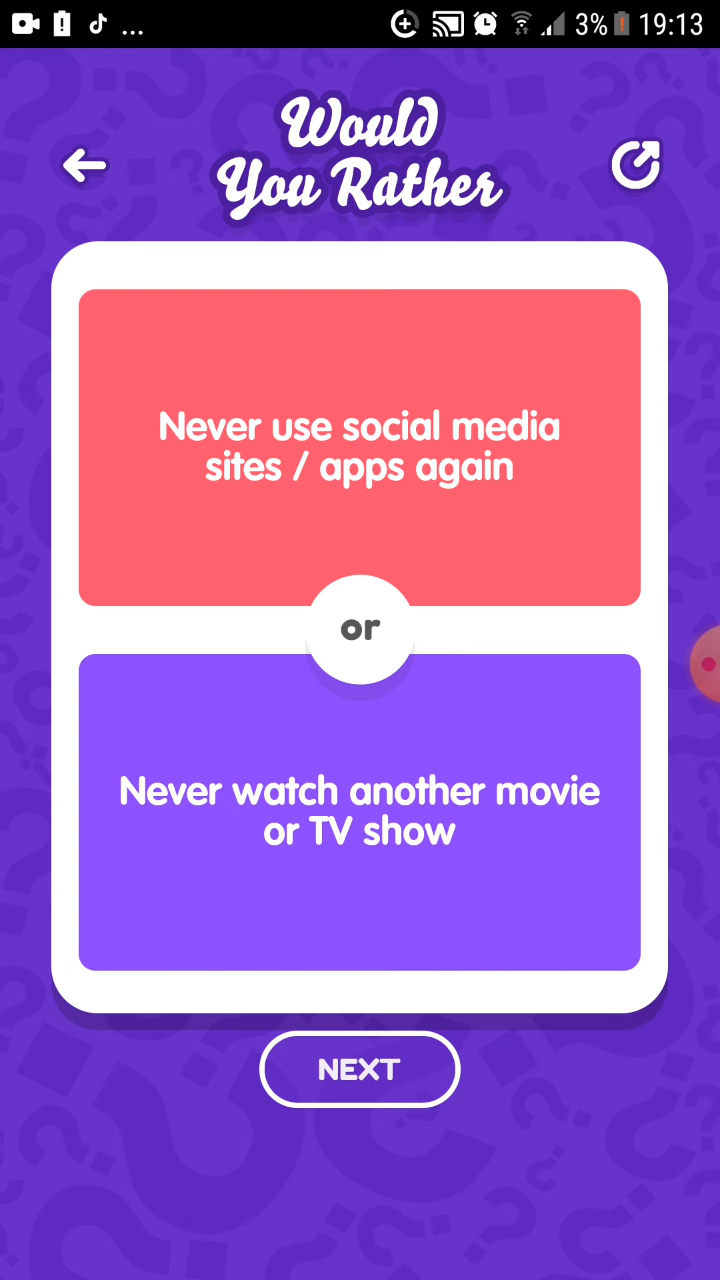 ... 3% 19:13
Would
You Rather
Never use social media
sites / apps again
or
Never watch another movie
or TV show
NEXT